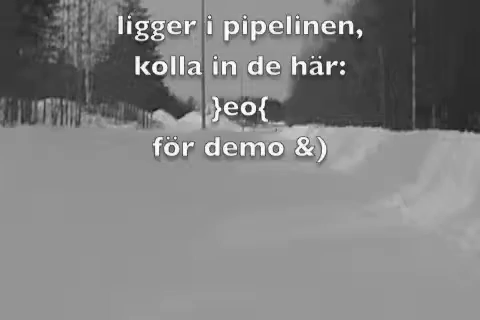 ligger i pipelinen,
kolla in de här:
}eo{
för demo &)